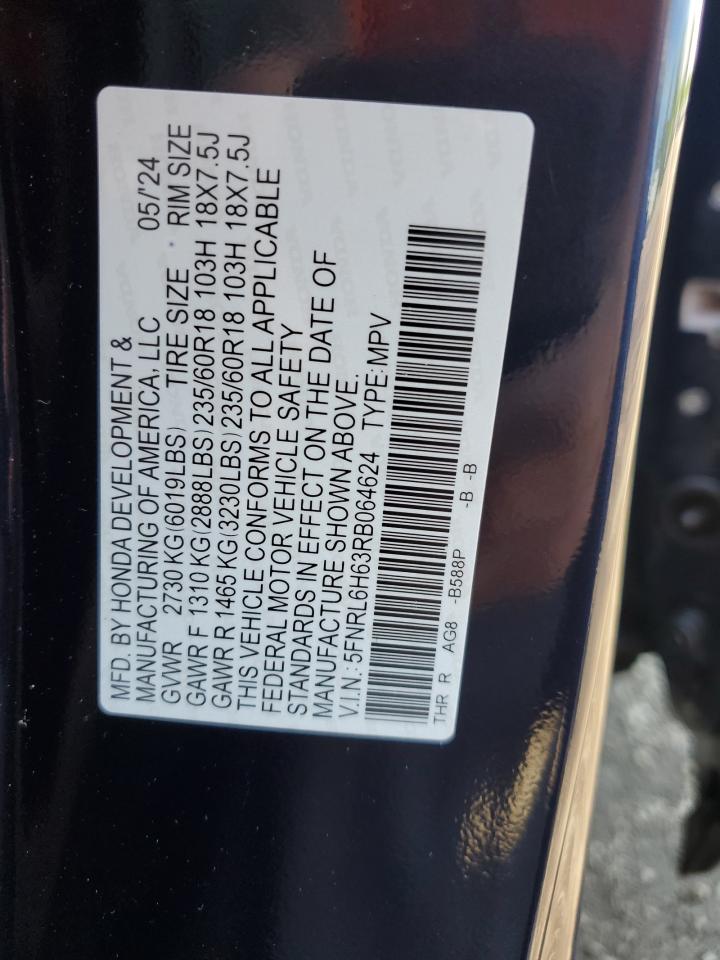 MFD. BY HONDA DEVELOPMENT &
MANUFACTURING OF AMERICA, LLC 05/'24
GVWR 2730 KG(6019LBS) TIRE SIZE RIM SIZE
GAWR F 1310 KG(2888LBS) 235/60R18 103H 18X7.5J
GAWR R 1465 KG(3230LBS) 235/60R18 103H 18X7.5J
THIS VEHICLE CONFORMS TO ALL APPLICABLE
FEDERAL MOTOR VEHICLE SAFETY
STANDARDS IN EFFECT ON THE DATE OF
MANUFACTURE SHOWN ABOVE.
V.I.N.:5FNRL6H63RB064624 TYPE:MPV
THR R AG8 -B588P -B -B